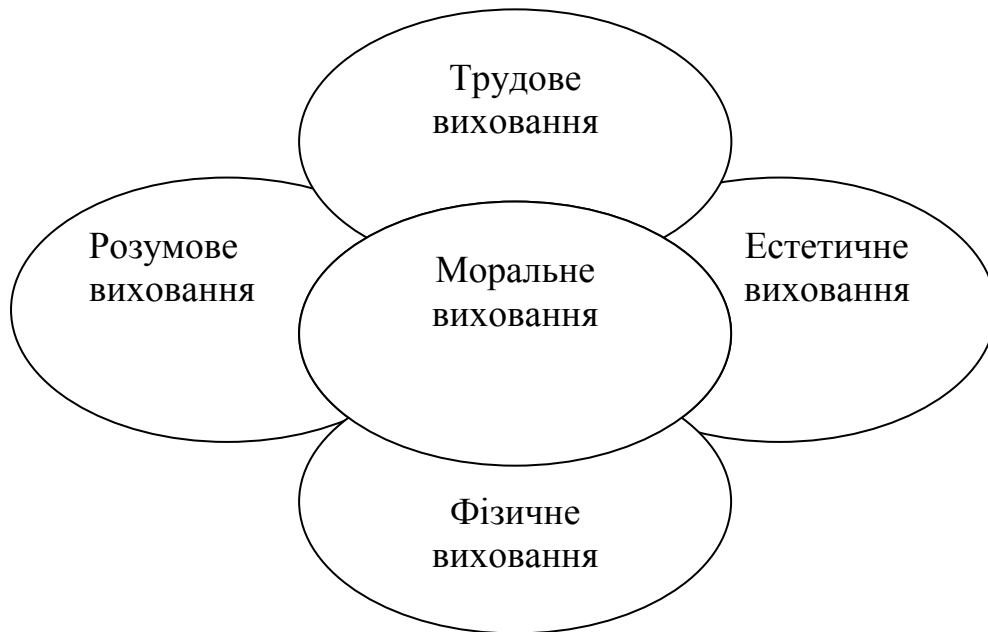 Трудове
виховання
Розумове
виховання
Моральне
виховання
Естетичне
виховання
Фізичне
виховання